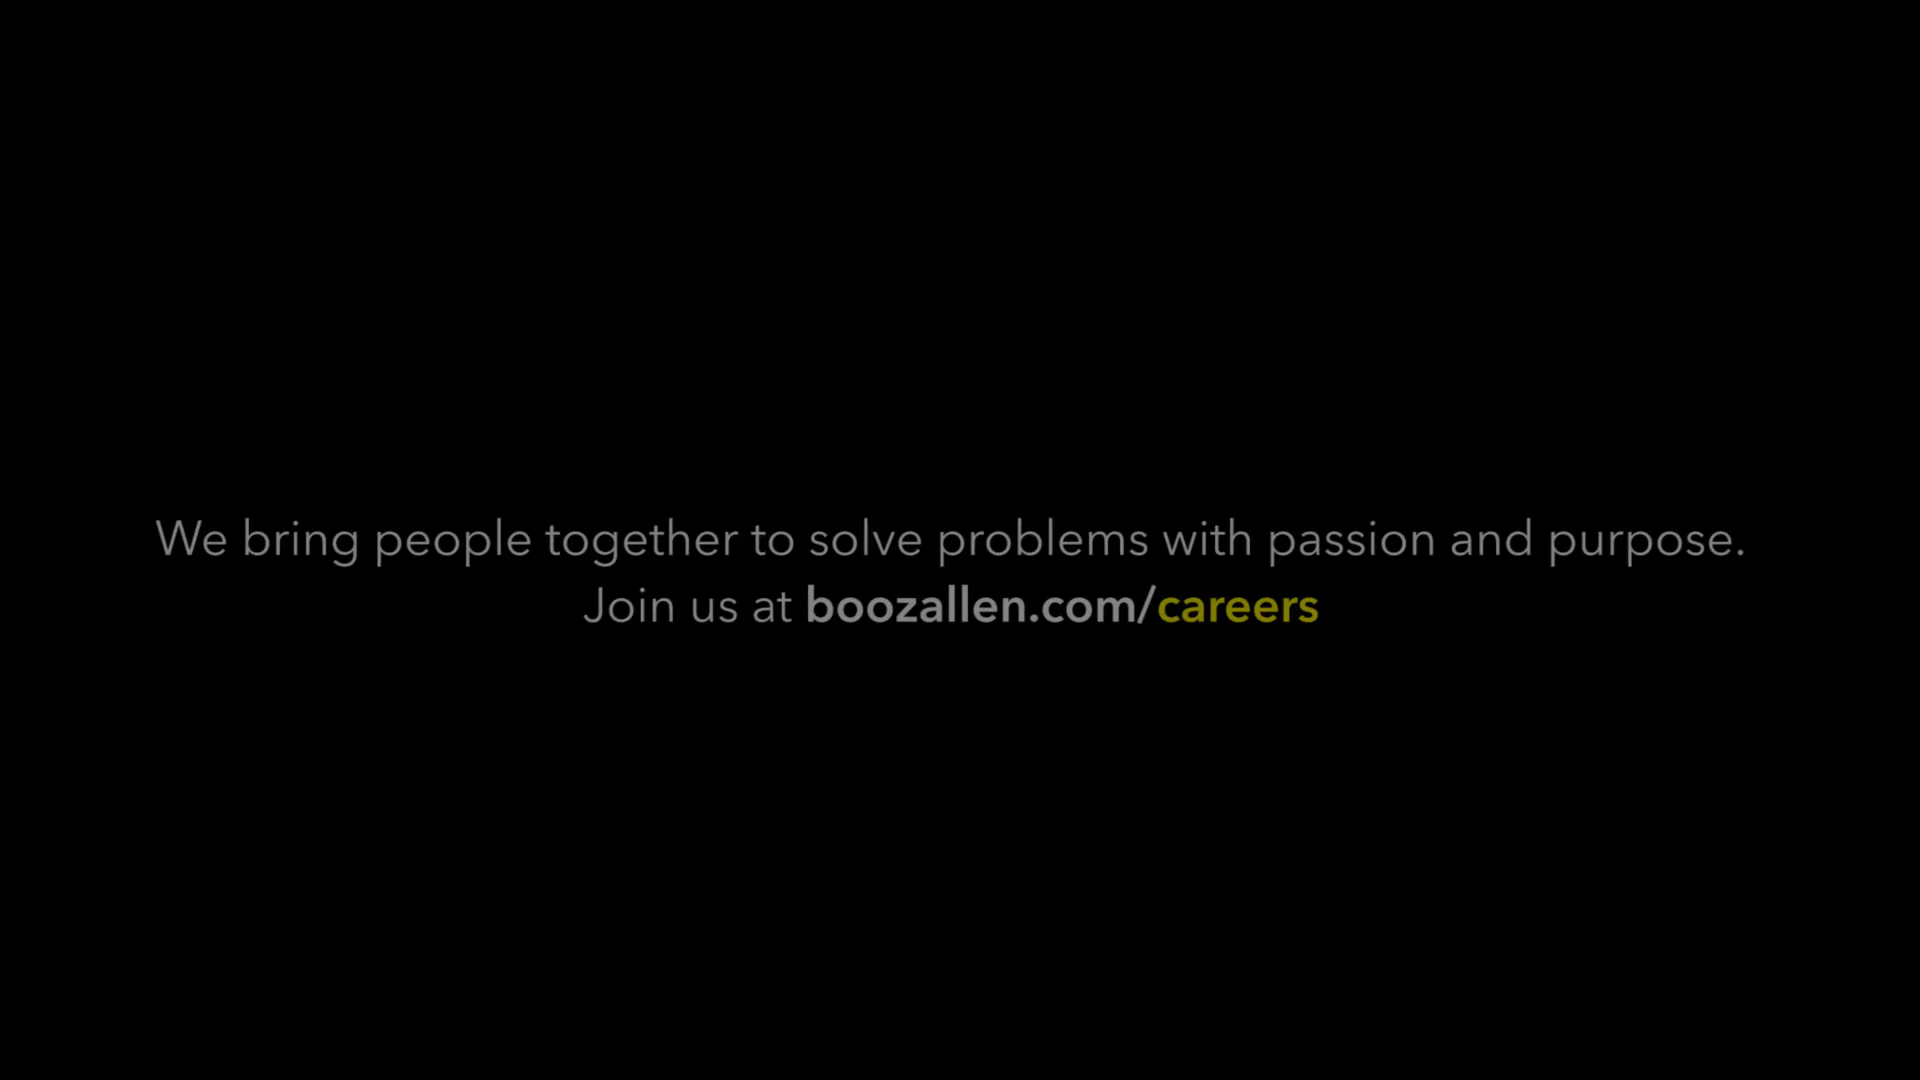 We bring people together to solve problems with passion and purpose.
Join us at boozallen.com/careers